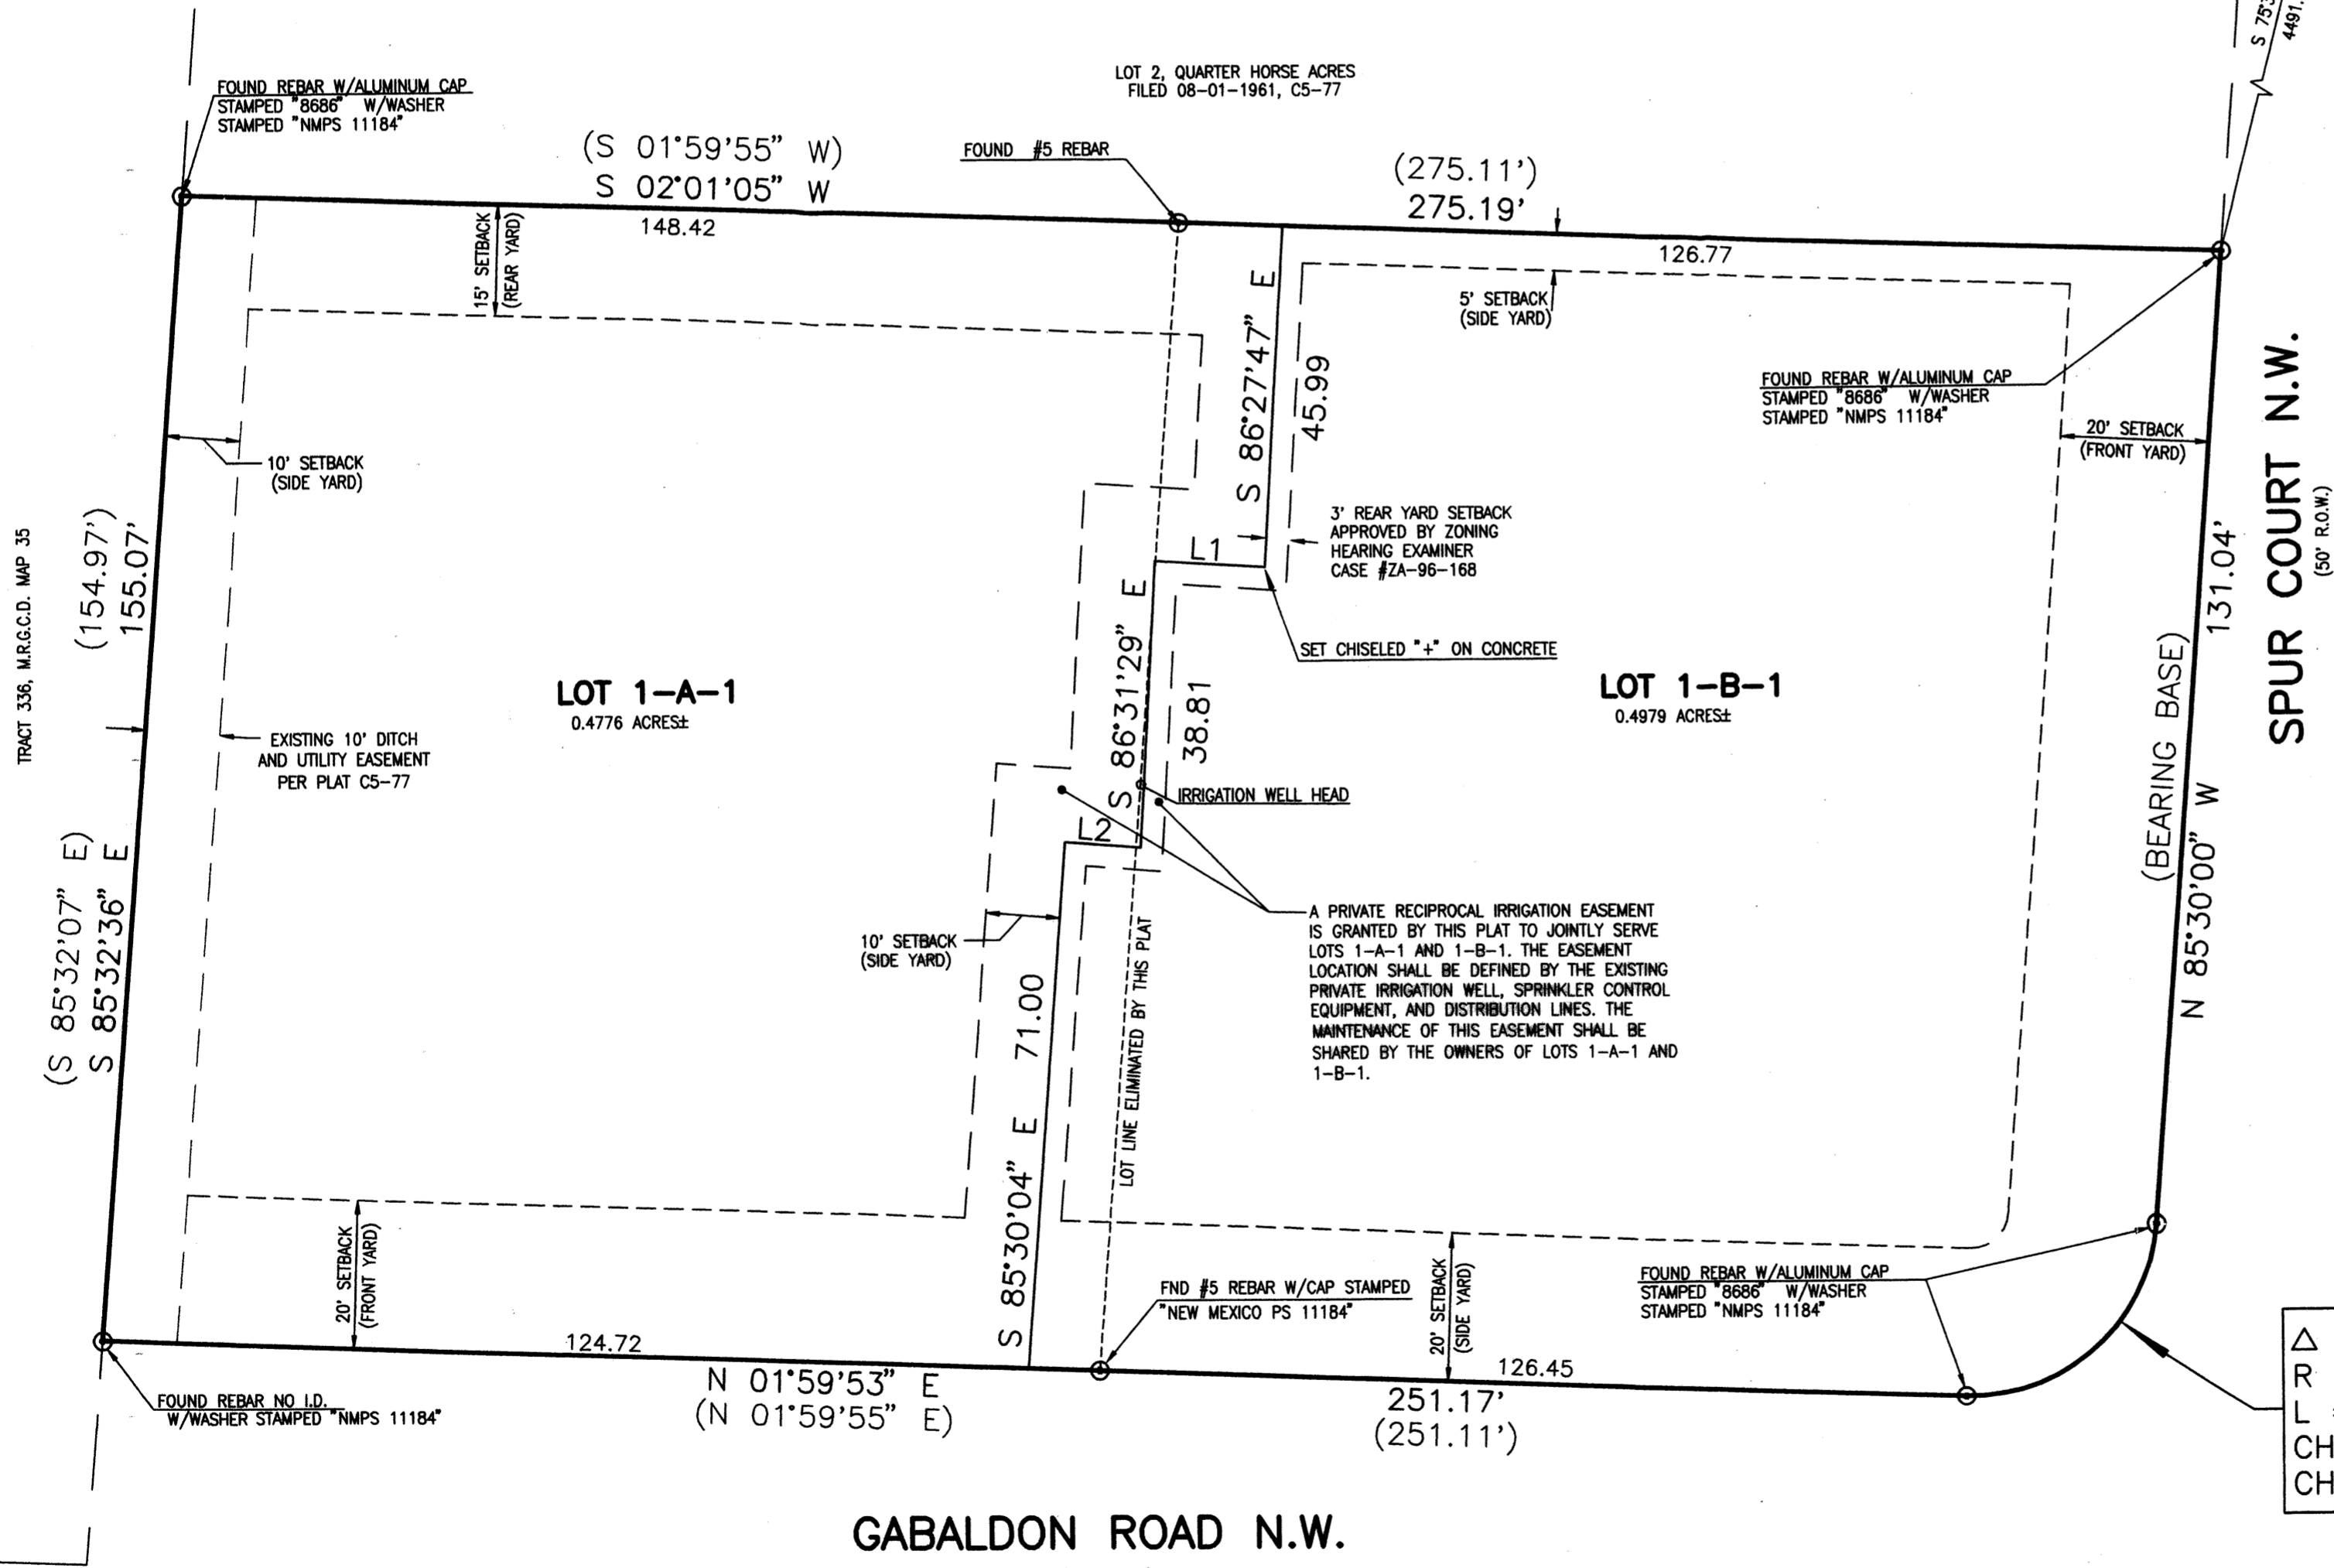 S 75°3
4491.
LOT 2, QUARTER HORSE ACRES
FILED 08-01-1961, C5-77
FOUND REBAR W/ALUMINUM CAP
STAMPED "8686" W/WASHER
STAMPED "NMPS 11184"
(S 01°59'55" W)
S 02°01'05" W
148.42
FOUND #5 REBAR
(275.11')
275.19'
126.77
15' SETBACK
(REAR YARD)
S 86°27'47" E
45.99
5' SETBACK
(SIDE YARD)
FOUND REBAR W/ALUMINUM CAP
STAMPED "8686" W/WASHER
STAMPED "NMPS 11184"
20' SETBACK
(FRONT YARD)
SPUR COURT N.W.
(50' R.O.W.)
10' SETBACK
(SIDE YARD)
3' REAR YARD SETBACK
APPROVED BY ZONING
HEARING EXAMINER
CASE #ZA-96-168
L1
TRACT 336, M.R.G.C.D. MAP 35
(154.97')
155.07'
(S 85°32'07" E)
S 85°32'36" E
SET CHISELED "+" ON CONCRETE
LOT 1-A-1
0.4776 ACRES±
S 86°31'29" E
38.81
LOT 1-B-1
0.4979 ACRES±
131.04'
(BEARING BASE)
N 85°30'00" W
EXISTING 10' DITCH
AND UTILITY EASEMENT
PER PLAT C5-77
IRRIGATION WELL HEAD
L2
10' SETBACK
(SIDE YARD)
A PRIVATE RECIPROCAL IRRIGATION EASEMENT
IS GRANTED BY THIS PLAT TO JOINTLY SERVE
LOTS 1-A-1 AND 1-B-1. THE EASEMENT
LOCATION SHALL BE DEFINED BY THE EXISTING
PRIVATE IRRIGATION WELL, SPRINKLER CONTROL
EQUIPMENT, AND DISTRIBUTION LINES. THE
MAINTENANCE OF THIS EASEMENT SHALL BE
SHARED BY THE OWNERS OF LOTS 1-A-1 AND
1-B-1.
S 85°30'04" E 71.00
LOT LINE ELIMINATED BY THIS PLAT
20' SETBACK
(FRONT YARD)
FND #5 REBAR W/CAP STAMPED
"NEW MEXICO PS 11184"
20' SETBACK
(SIDE YARD)
FOUND REBAR W/ALUMINUM CAP
STAMPED "8686" W/WASHER
STAMPED "NMPS 11184"
124.72
126.45
N 01°59'53" E
(N 01°59'55" E)
251.17'
(251.11')
FOUND REBAR NO I.D.
W/WASHER STAMPED "NMPS 11184"
Δ
R
L
CH
CH
GABALDON ROAD N.W.